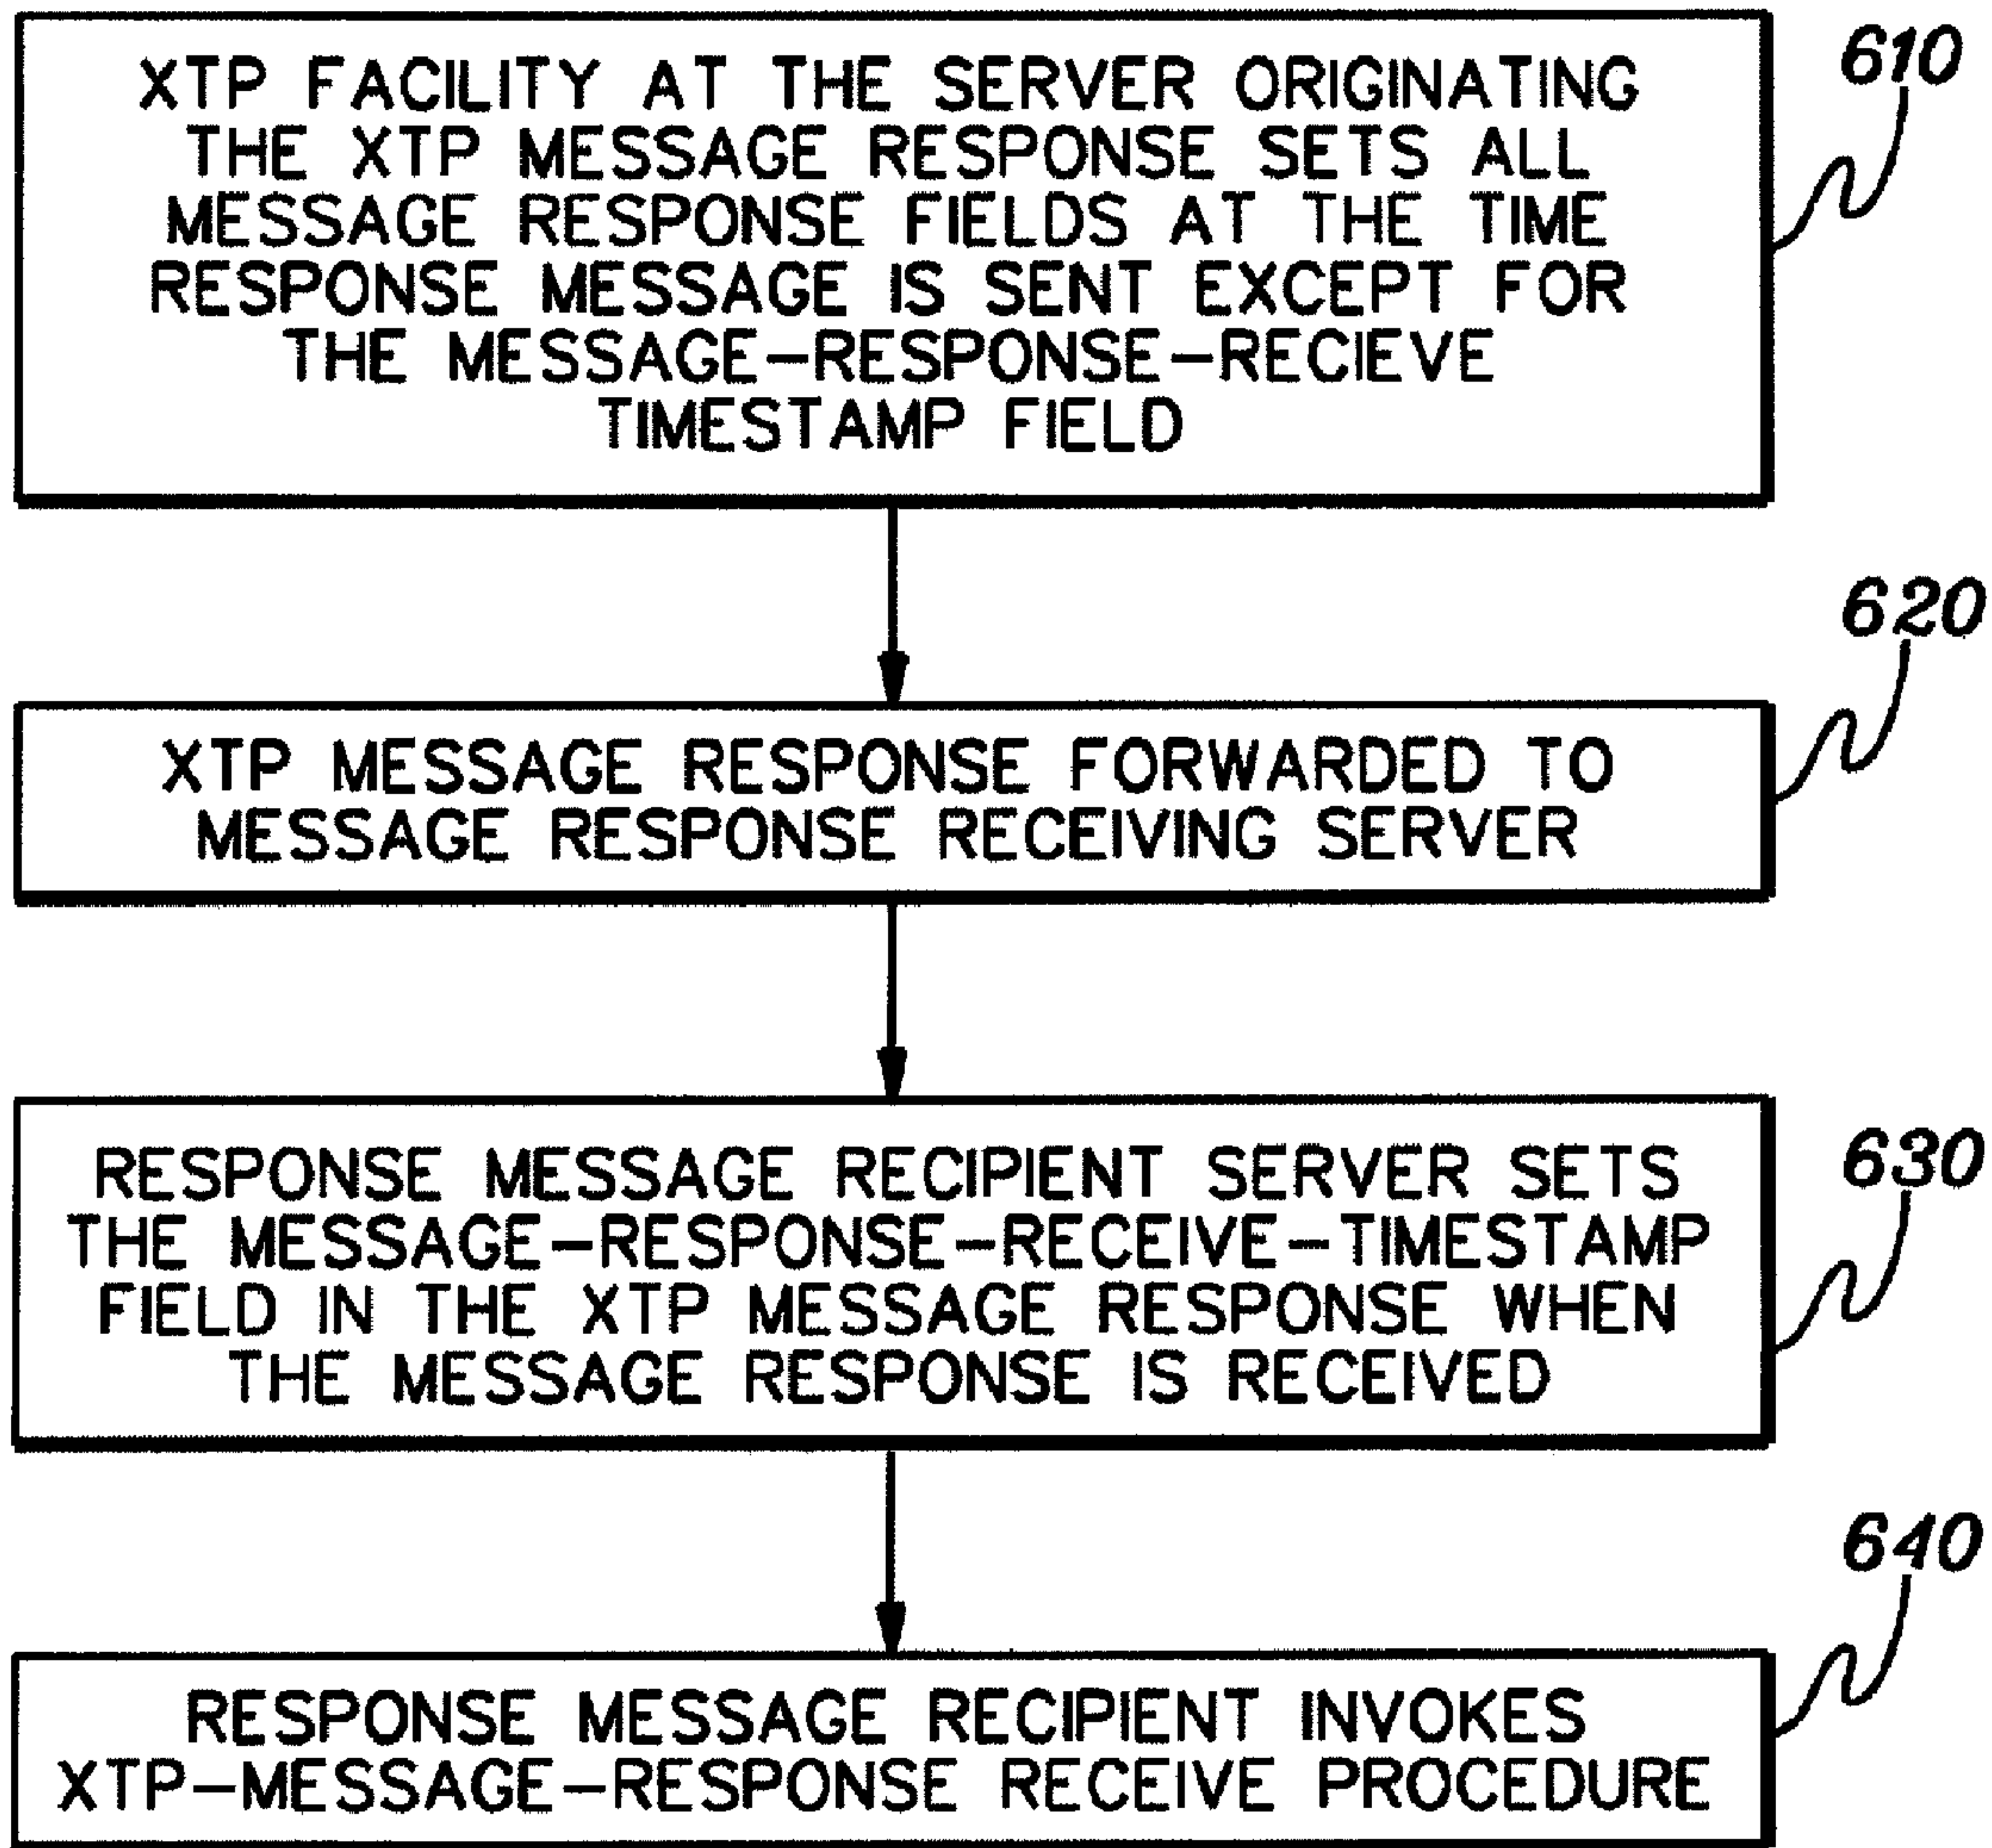 XTP FACILITY AT THE SERVER ORIGINATING
THE XTP MESSAGE RESPONSE SETS ALL
MESSAGE RESPONSE FIELDS AT THE TIME
RESPONSE MESSAGE IS SENT EXCEPT FOR
THE MESSAGE-RESPONSE-RECIEVE
TIMESTAMP FIELD
610
XTP MESSAGE RESPONSE FORWARDED TO
MESSAGE RESPONSE RECEIVING SERVER
620
RESPONSE MESSAGE RECIPIENT SERVER SETS
THE MESSAGE-RESPONSE-RECEIVE-TIMESTAMP
FIELD IN THE XTP MESSAGE RESPONSE WHEN
THE MESSAGE RESPONSE IS RECEIVED
630
RESPONSE MESSAGE RECIPIENT INVOKES
XTP-MESSAGE-RESPONSE RECEIVE PROCEDURE
640